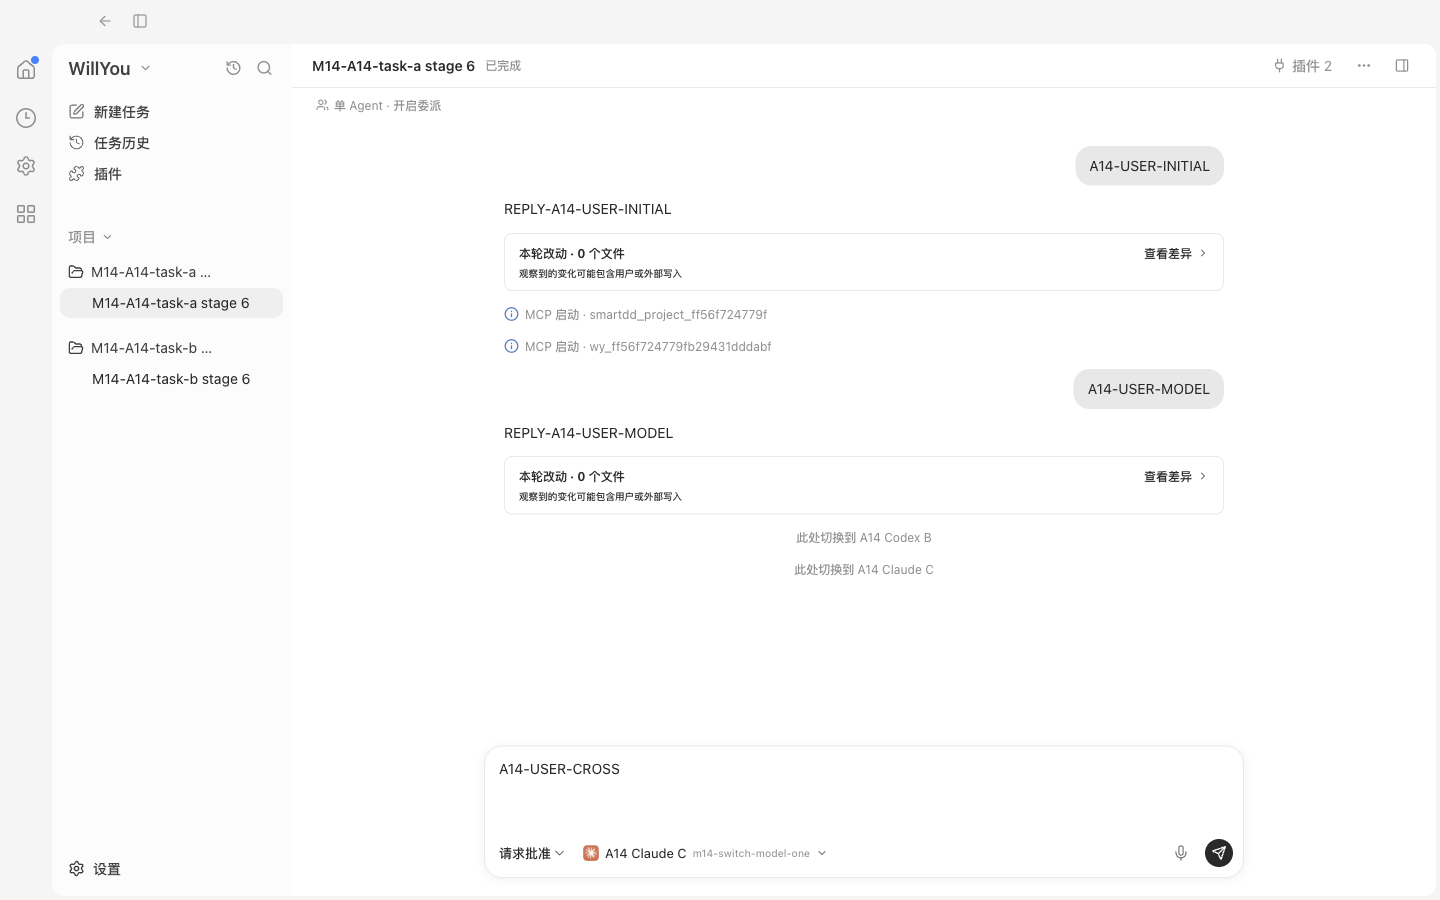 WillYou
新建任务
任务历史
插件
项目
M14-A14-task-a ...
M14-A14-task-a stage 6
M14-A14-task-b ...
M14-A14-task-b stage 6
设置
M14-A14-task-a stage 6 已完成
插件 2
单 Agent · 开启委派
A14-USER-INITIAL
REPLY-A14-USER-INITIAL
本轮改动 · 0 个文件 查看差异
观察到的变化可能包含用户或外部写入
MCP 启动 · smartdd_project_ff56f724779f
MCP 启动 · wy_ff56f724779fb29431dddabf
A14-USER-MODEL
REPLY-A14-USER-MODEL
本轮改动 · 0 个文件 查看差异
观察到的变化可能包含用户或外部写入
此处切换到 A14 Codex B
此处切换到 A14 Claude C
A14-USER-CROSS
请求批准 A14 Claude C m14-switch-model-one